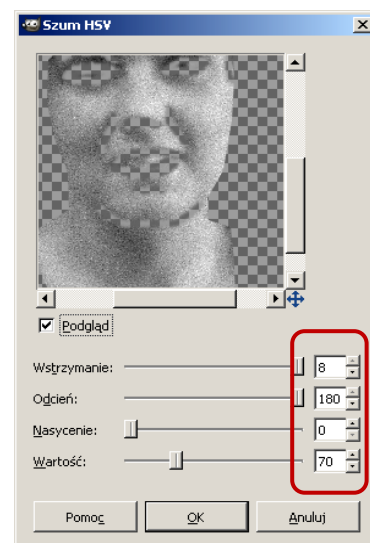 Szum HSV
Podgląd
Wstrzymanie: 8
Odcień: 180
Nasycenie: 0
Wartość: 70
Pomoc OK Anuluj